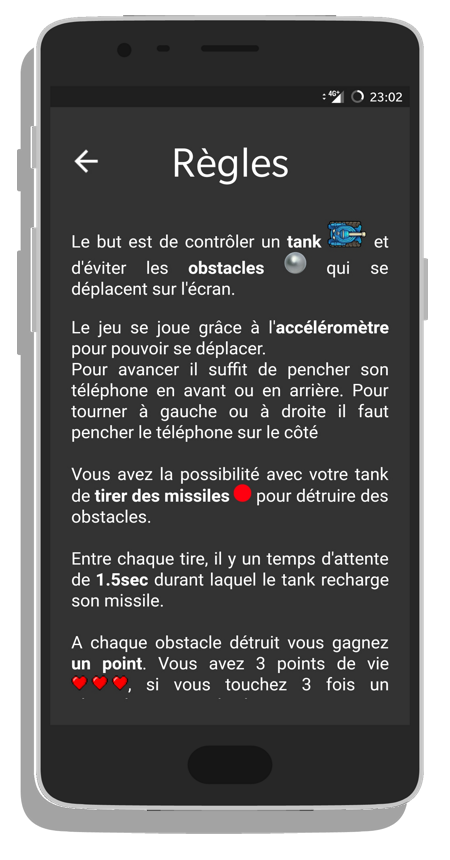 4G+ 23:02
Règles
Le but est de contrôler un tank et
d'éviter les obstacles qui se
déplacent sur l'écran.
Le jeu se joue grâce à l'accéléromètre
pour pouvoir se déplacer.
Pour avancer il suffit de pencher son
téléphone en avant ou en arrière. Pour
tourner à gauche ou à droite il faut
pencher le téléphone sur le côté
Vous avez la possibilité avec votre tank
de tirer des missiles pour détruire des
obstacles.
Entre chaque tire, il y un temps d'attente
de 1.5sec durant laquel le tank recharge
son missile.
A chaque obstacle détruit vous gagnez
un point. Vous avez 3 points de vie
, si vous touchez 3 fois un